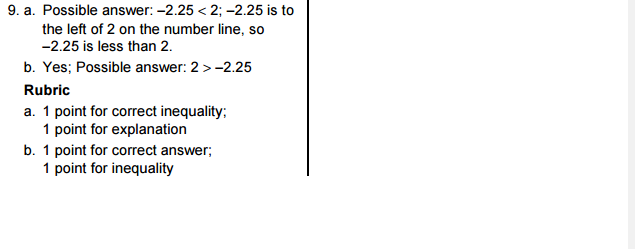 9. a. Possible answer: –2.25 < 2; –2.25 is to
the left of 2 on the number line, so
–2.25 is less than 2.
b. Yes; Possible answer: 2 > –2.25
Rubric
a. 1 point for correct inequality;
1 point for explanation
b. 1 point for correct answer;
1 point for inequality